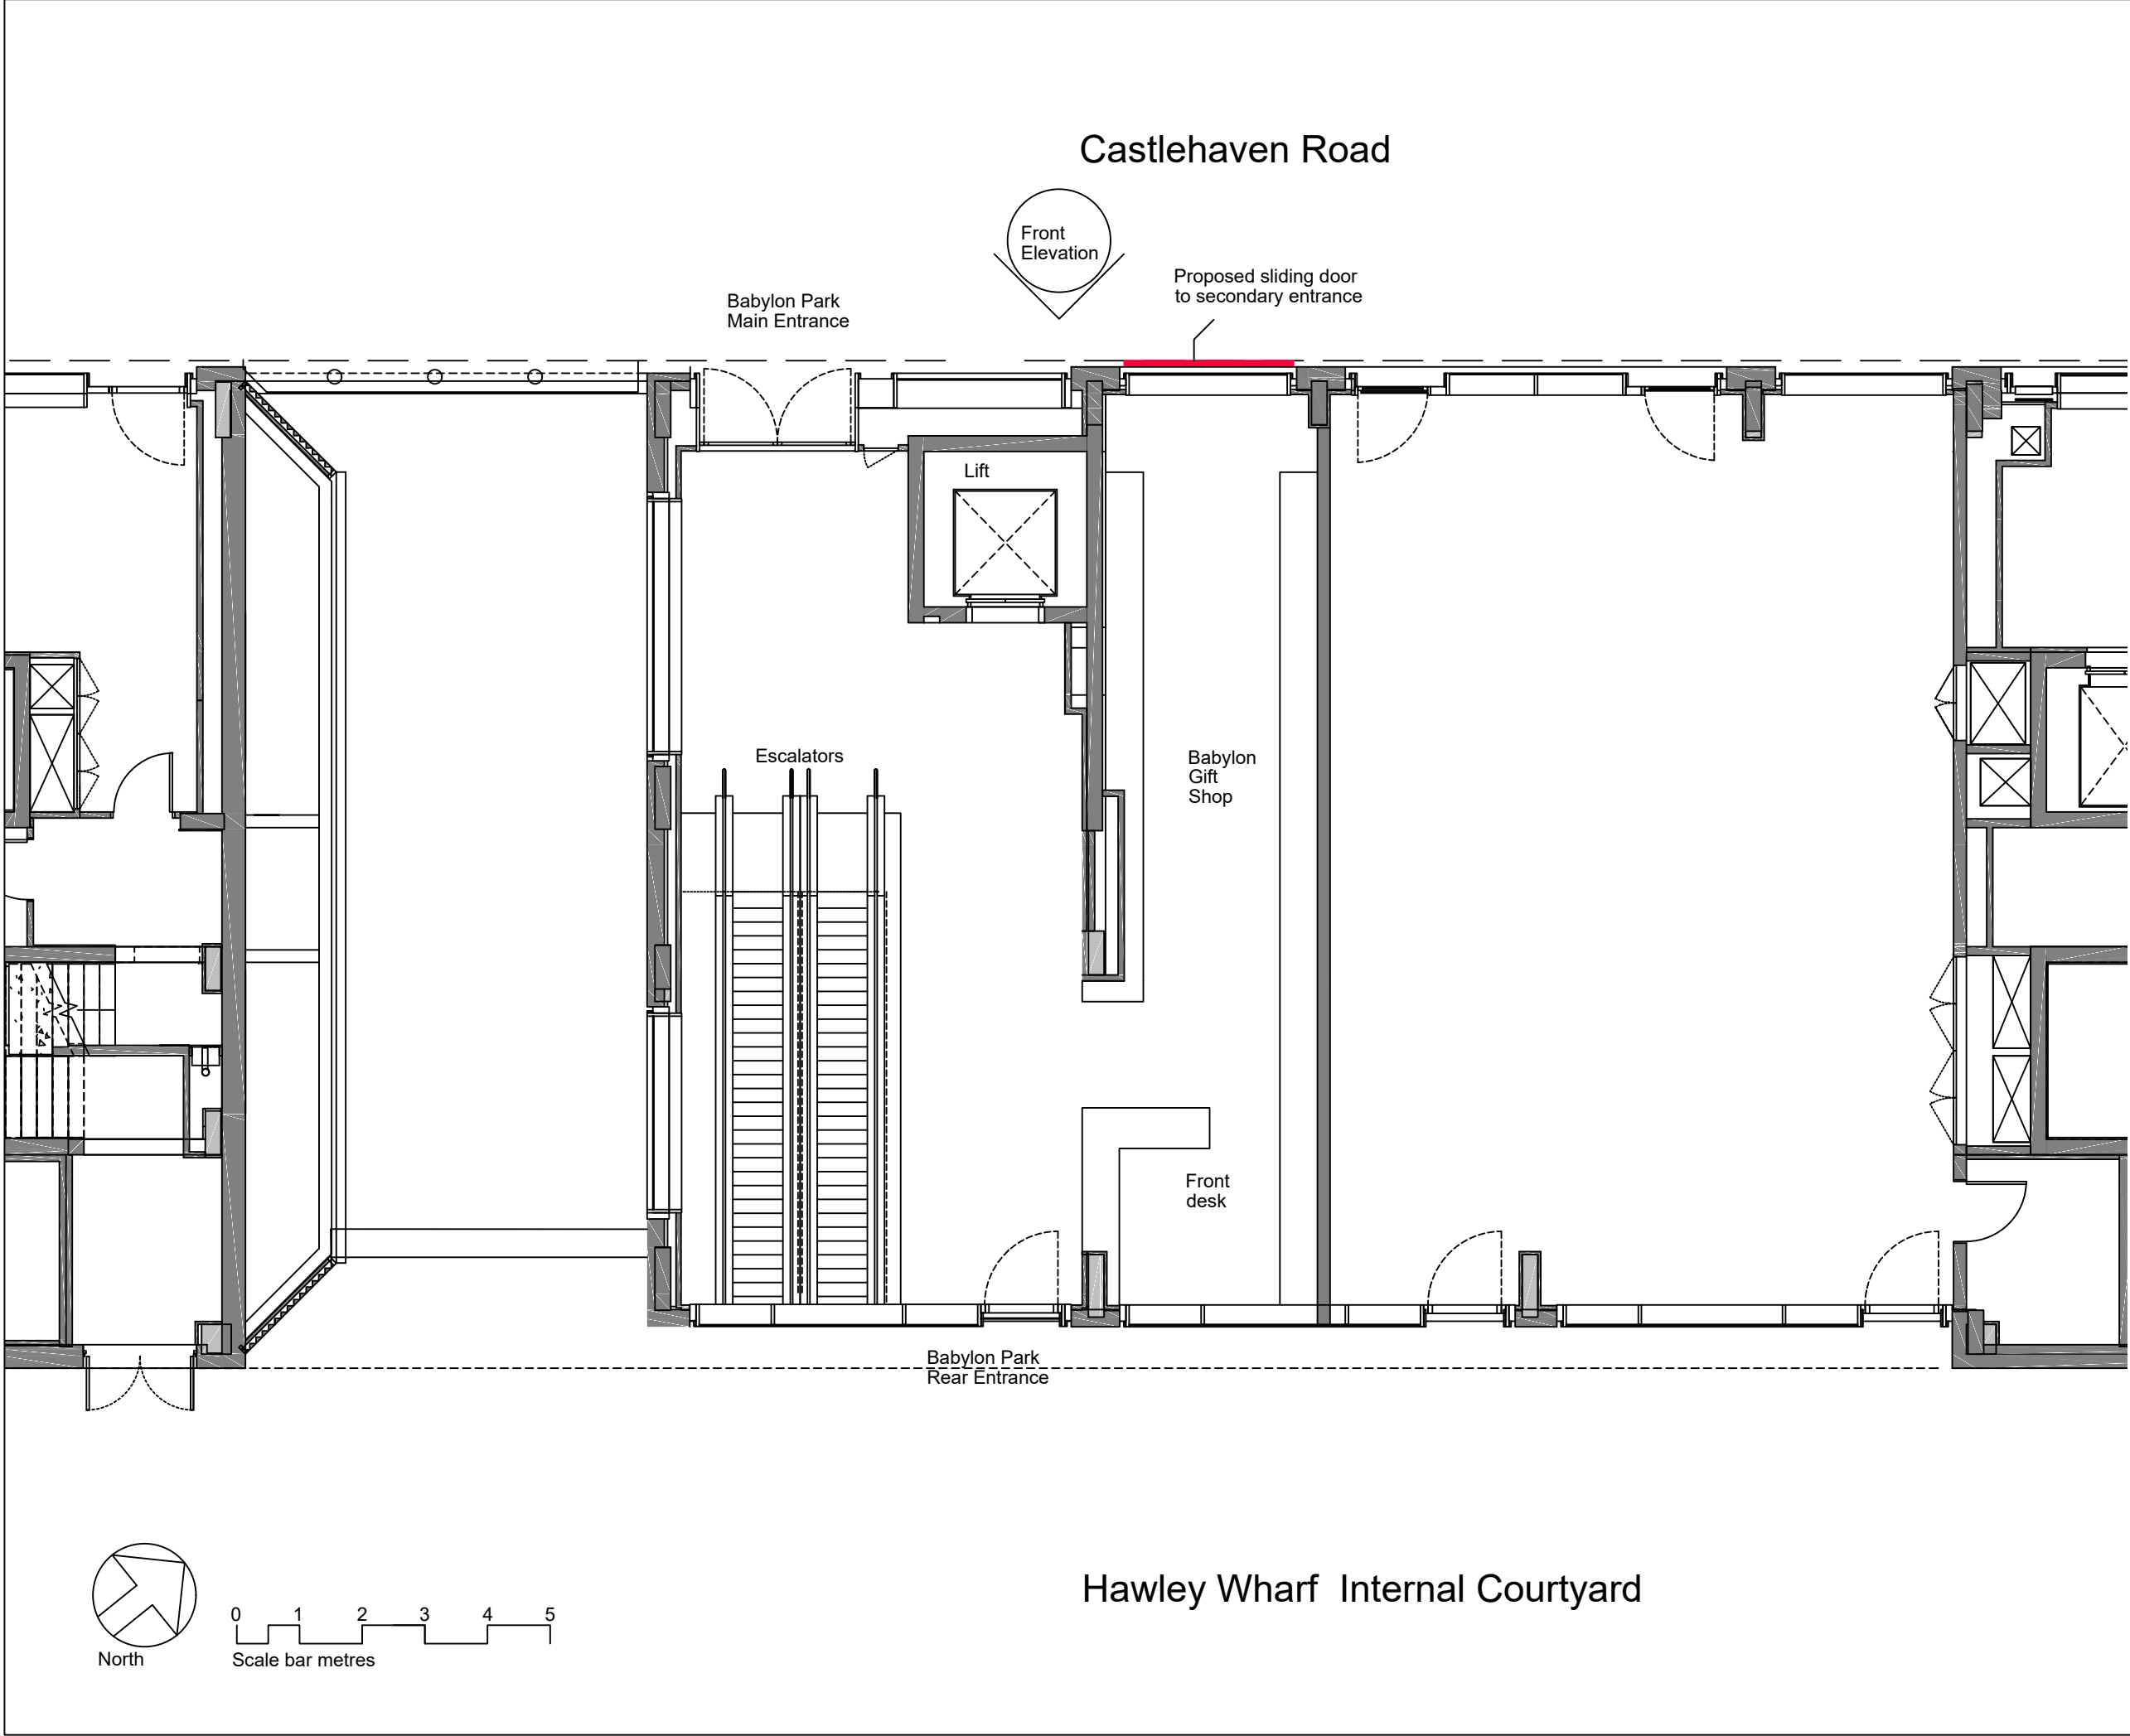 Castlehaven Road
Front
Elevation
Proposed sliding door
to secondary entrance
Babylon Park
Main Entrance
Lift
Escalators
Babylon
Gift
Shop
Front
desk
Babylon Park
Rear Entrance
Hawley Wharf Internal Courtyard
North
0 1 2 3 4 5
Scale bar metres